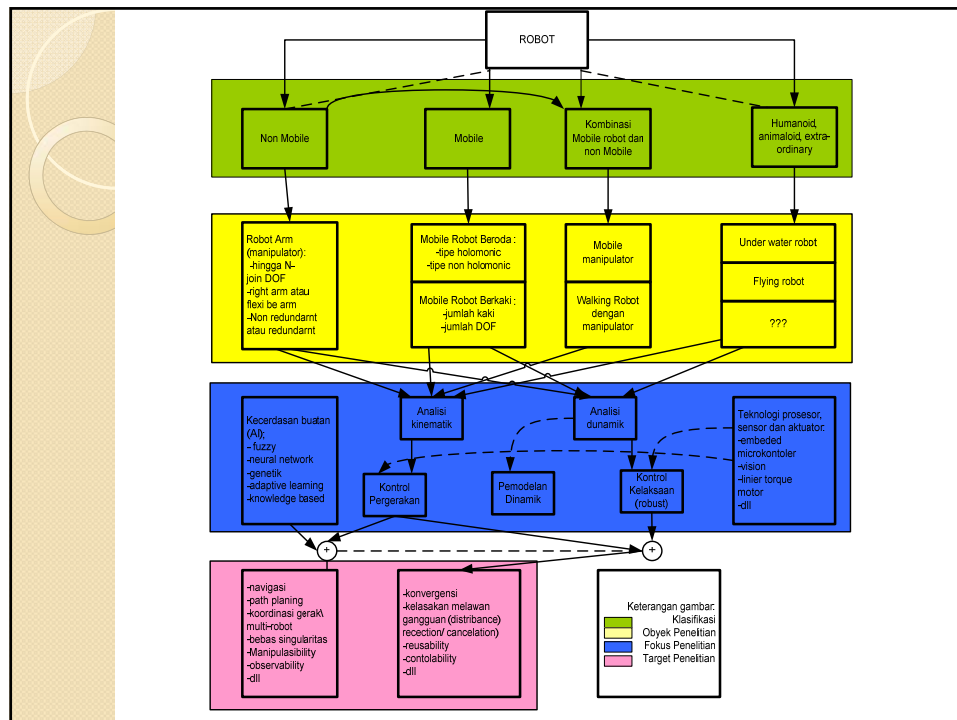 ROBOT
Non Mobile
Mobile
Kombinasi
Mobile robot dan
non Mobile
Humanoid,
animaloid, extra-
ordinary
Robot Arm
(manipulator):
-hingga N-
join DOF
-right arm atau
flexi be arm
-Non redudarnt
atau redundarnt
Mobile Robot Beroda :
-tipe holomonic
-tipe non holomonic
Mobile Robot Berkaki :
-jumlah kaki
-jumlah DOF
Mobile
manipulator
Walking Robot
dengan
manipulator
Under water robot
Flying robot
???
Kecerdasan buatan
(AI);
- fuzzy
-neural network
-genetik
-adaptive learning
-knowledge based
Analisi
kinematik
Analisi
dunamik
Teknologi prosesor,
sensor dan aktuator:
-embeded
microkontoler
-vision
-linier torque
motor
-dll
Kontrol
Pergerakan
Pemodelan
Dinamik
Kontrol
Kelaksaan
(robust)
+
+
-navigasi
-path planing
-koordinasi gerak\
multi-robot
-bebas singularitas
-Manipulasibility
-observability
-dll
-konvergensi
-kelasakan melawan
gangguan (distribance)
recection/ cancelation)
-reusability
-contolability
-dll
Keterangan gambar:
Klasifikasi
Obyek Penelitian
Fokus Penelitian
Target Penelitian